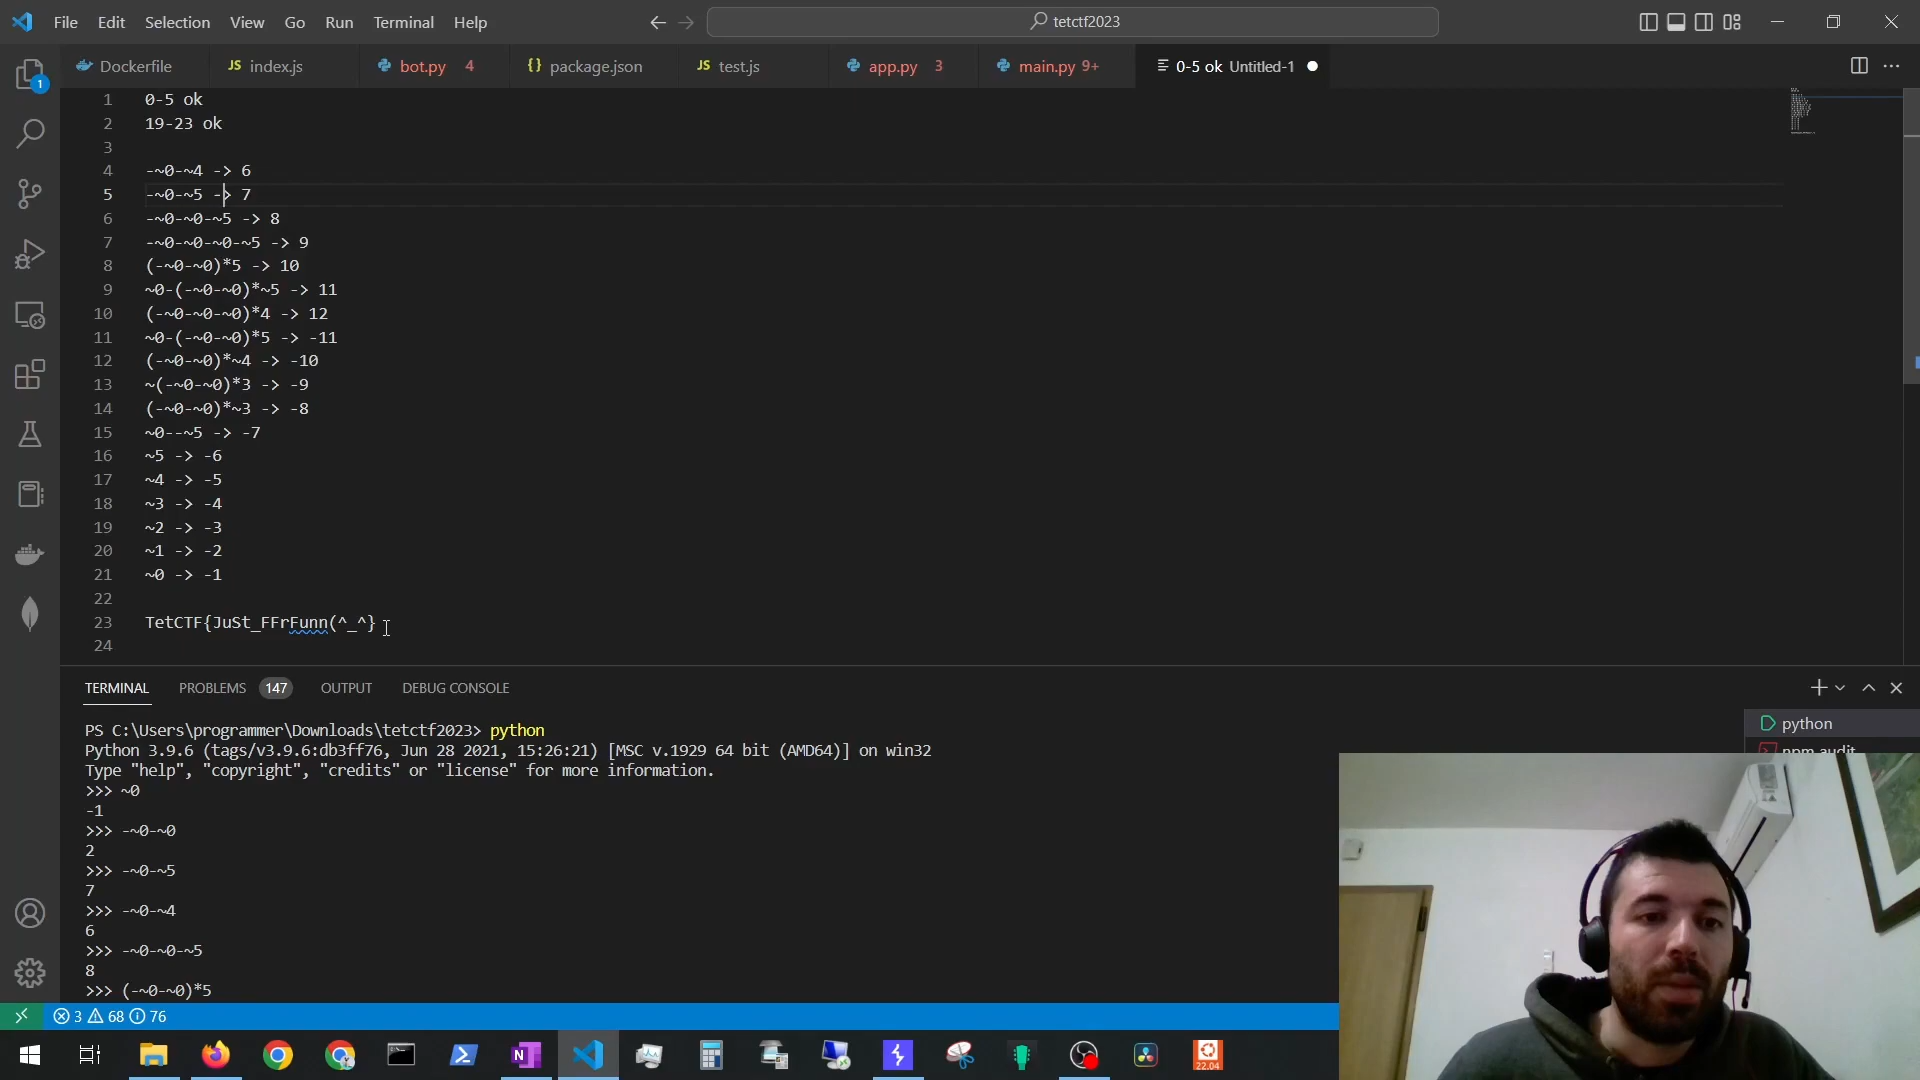 File Edit Selection View Go Run Terminal Help
tetctf2023
Dockerfile JS index.js bot.py 4 {} package.json JS test.js app.py 3 main.py 9+ 0-5 ok Untitled-1
1
1 0-5 ok
2 19-23 ok
3
4 -~0-~4 -> 6
5 -~0-~5 -> 7
6 -~0-~0-~5 -> 8
7 -~0-~0-~0-~5 -> 9
8 (-~0-~0)*5 -> 10
9 ~0-(-~0-~0)*~5 -> 11
10 (-~0-~0-~0)*4 -> 12
11 ~0-(-~0-~0)*5 -> -11
12 (-~0-~0)*~4 -> -10
13 ~(-~0-~0)*3 -> -9
14 (-~0-~0)*~3 -> -8
15 ~0--~5 -> -7
16 ~5 -> -6
17 ~4 -> -5
18 ~3 -> -4
19 ~2 -> -3
20 ~1 -> -2
21 ~0 -> -1
22
23 TetCTF{JuSt_FFrFunn(^_^}
24
TERMINAL PROBLEMS 147 OUTPUT DEBUG CONSOLE
python
npm audit
PS C:\Users\programmer\Downloads\tetctf2023> python
Python 3.9.6 (tags/v3.9.6:db3ff76, Jun 28 2021, 15:26:21) [MSC v.1929 64 bit (AMD64)] on win32
Type "help", "copyright", "credits" or "license" for more information.
>>> ~0
-1
>>> -~0-~0
2
>>> -~0-~5
7
>>> -~0-~4
6
>>> -~0-~0-~5
8
>>> (-~0-~0)*5
3 68 76
22.04